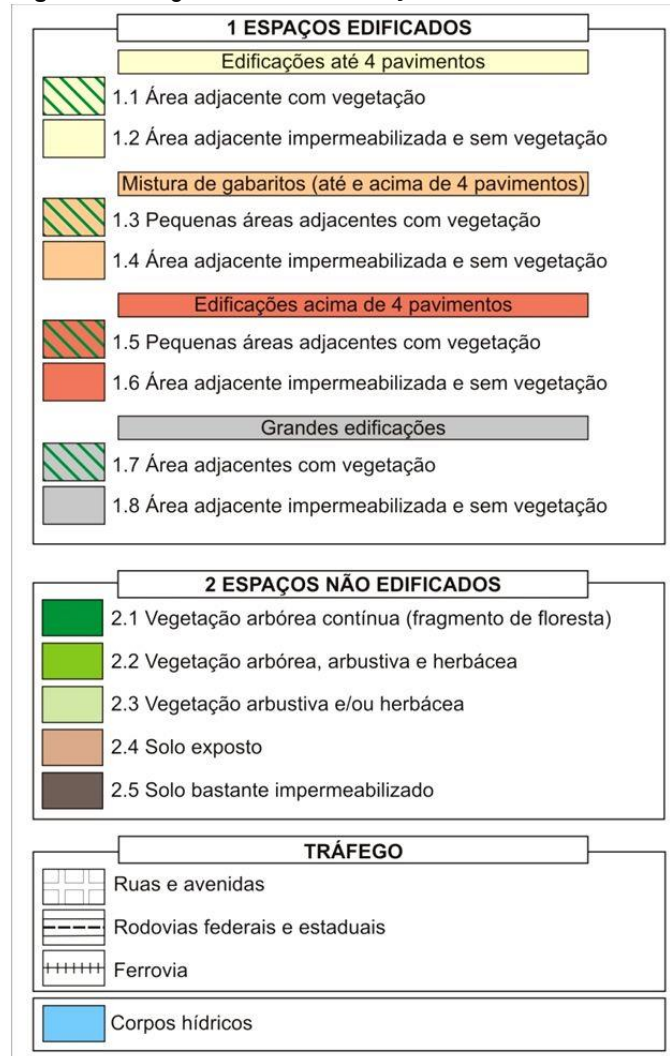 1 ESPAÇOS EDIFICADOS
Edificações até 4 pavimentos
1.1 Área adjacente com vegetação
1.2 Área adjacente impermeabilizada e sem vegetação
Mistura de gabaritos (até e acima de 4 pavimentos)
1.3 Pequenas áreas adjacentes com vegetação
1.4 Área adjacente impermeabilizada e sem vegetação
Edificações acima de 4 pavimentos
1.5 Pequenas áreas adjacentes com vegetação
1.6 Área adjacente impermeabilizada e sem vegetação
Grandes edificações
1.7 Área adjacentes com vegetação
1.8 Área adjacente impermeabilizada e sem vegetação
2 ESPAÇOS NÃO EDIFICADOS
2.1 Vegetação arbórea contínua (fragmento de floresta)
2.2 Vegetação arbórea, arbustiva e herbácea
2.3 Vegetação arbustiva e/ou herbácea
2.4 Solo exposto
2.5 Solo bastante impermeabilizado
TRÁFEGO
Ruas e avenidas
Rodovias federais e estaduais
Ferrovia
Corpos hídricos